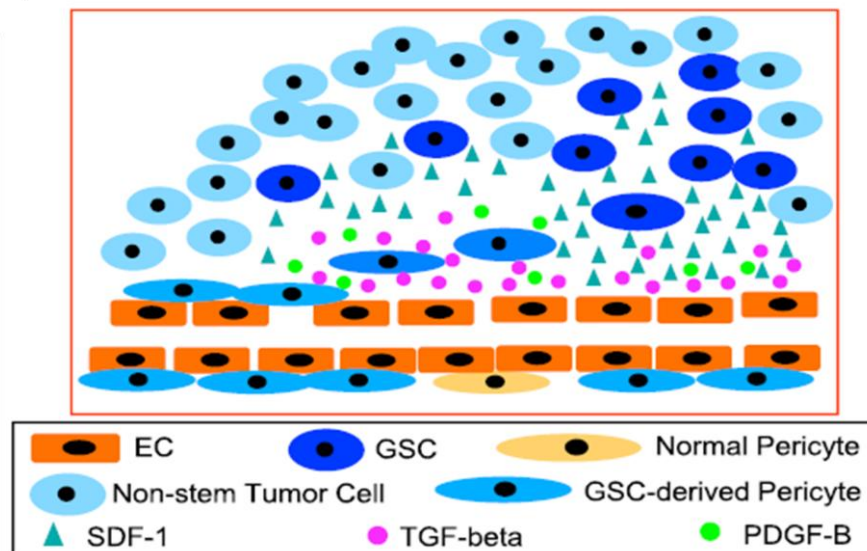 EC GSC Normal Pericyte
Non-stem Tumor Cell GSC-derived Pericyte
SDF-1 TGF-beta PDGF-B